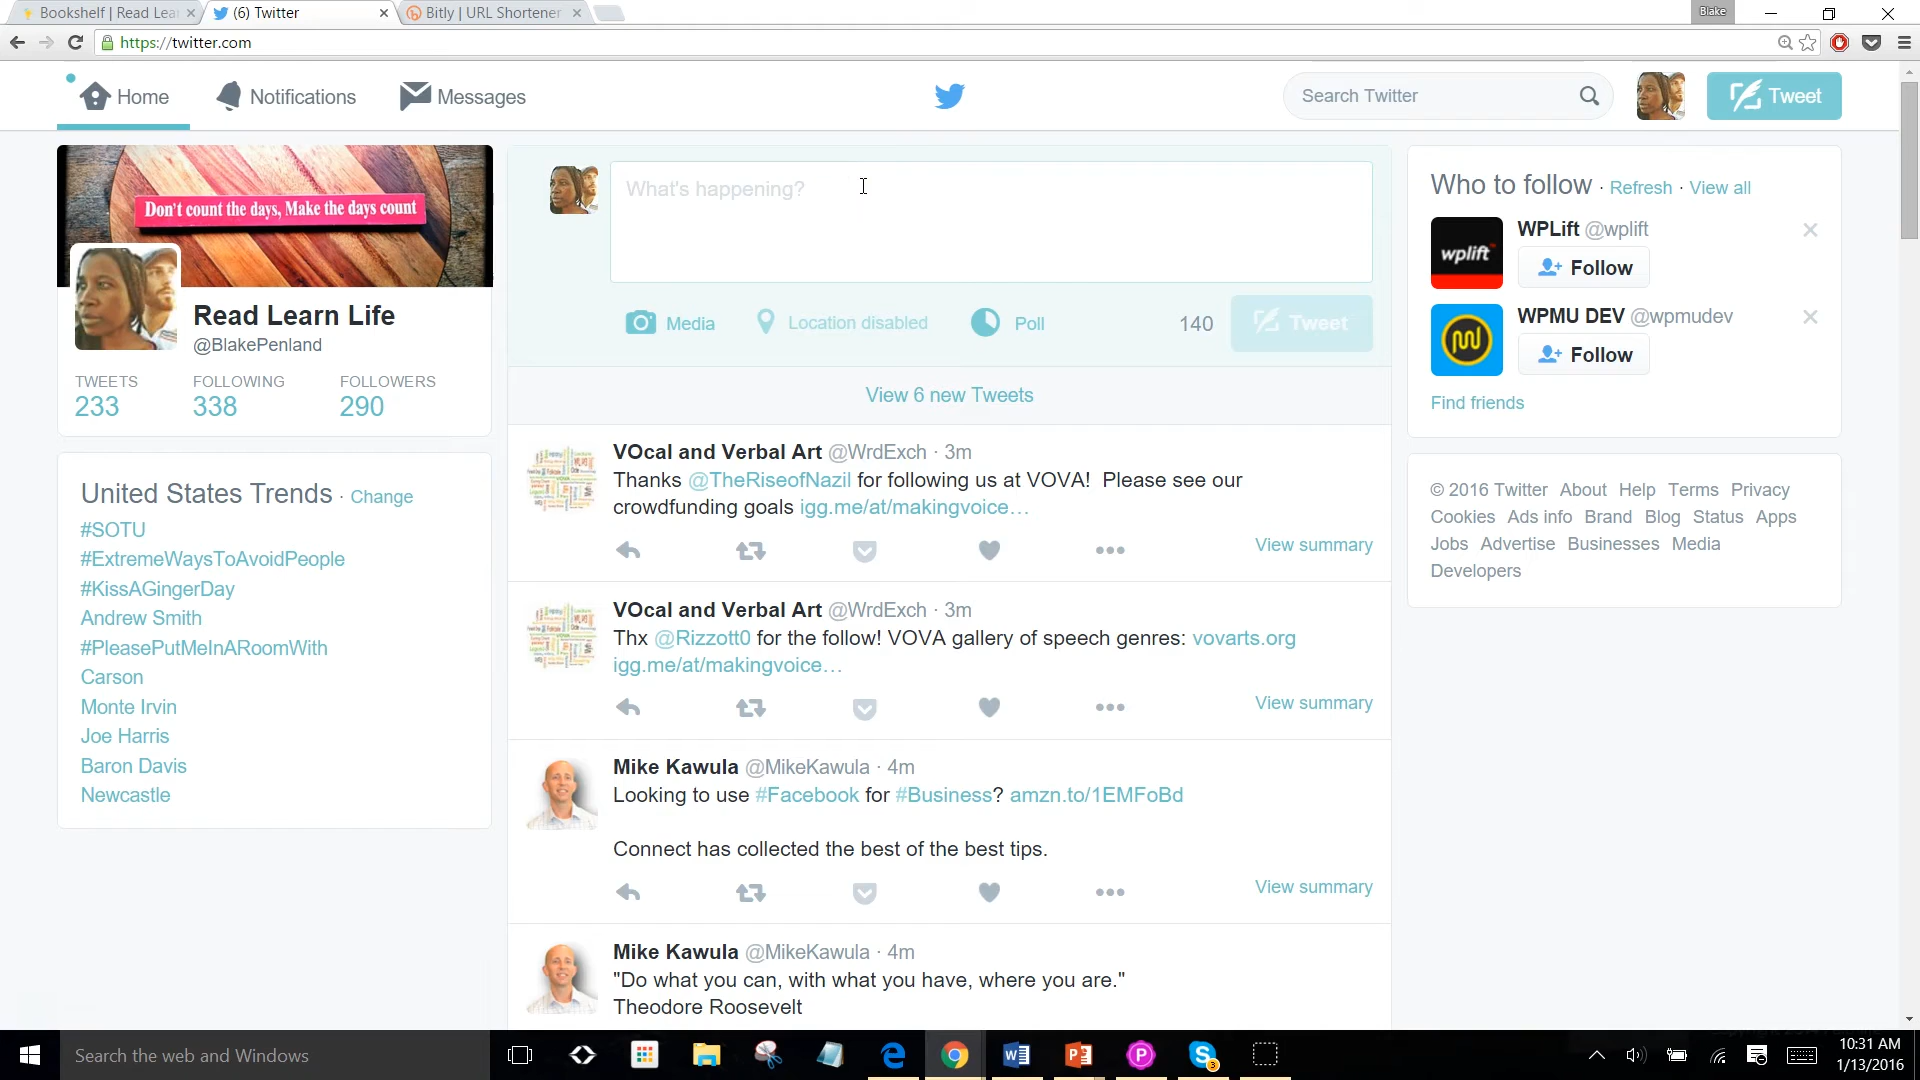 Bookshelf | Read Lear
(6) Twitter
Bitly | URL Shortener
Blake
https://twitter.com
Home
Notifications
Messages
Search Twitter
Tweet
Don't count the days, Make the days count
Read Learn Life
@BlakePenland
TWEETS FOLLOWING FOLLOWERS
233 338 290
United States Trends · Change
#SOTU
#ExtremeWaysToAvoidPeople
#KissAGingerDay
Andrew Smith
#PleasePutMeInARoomWith
Carson
Monte Irvin
Joe Harris
Baron Davis
Newcastle
What's happening?
Media Location disabled Poll 140 Tweet
View 6 new Tweets
VOcal and Verbal Art @WrdExch · 3m
Thanks @TheRiseofNazil for following us at VOVA! Please see our
crowdfunding goals igg.me/at/makingvoice…
View summary
VOcal and Verbal Art @WrdExch · 3m
Thx @Rizzott0 for the follow! VOVA gallery of speech genres: vovarts.org
igg.me/at/makingvoice…
View summary
Mike Kawula @MikeKawula · 4m
Looking to use #Facebook for #Business? amzn.to/1EMFoBd
Connect has collected the best of the best tips.
View summary
Mike Kawula @MikeKawula · 4m
"Do what you can, with what you have, where you are."
Theodore Roosevelt
Who to follow · Refresh · View all
wplift
WPLift @wplift
Follow
WPMU DEV @wpmudev
Follow
Find friends
© 2016 Twitter About Help Terms Privacy
Cookies Ads info Brand Blog Status Apps
Jobs Advertise Businesses Media
Developers
Search the web and Windows
3
10:31 AM
1/13/2016